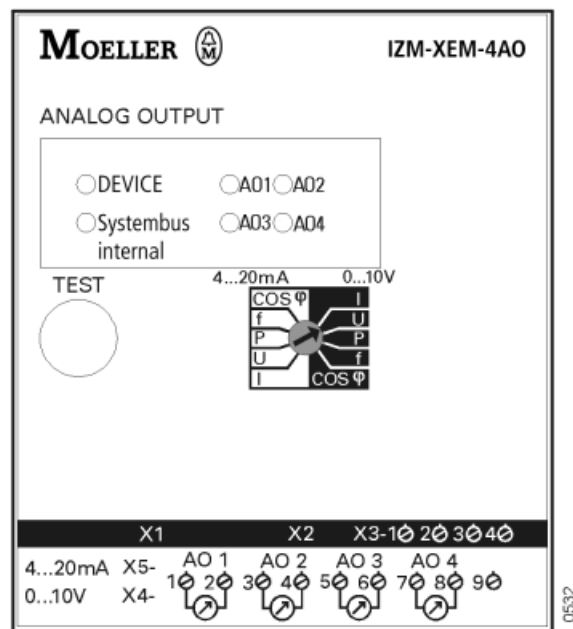 MOELLER IZM-XEM-4AO
ANALOG OUTPUT
DEVICE AO1 AO2
Systembus AO3 AO4
internal
TEST
4...20mA 0...10V
COS φ I
f U
P P
U f
I COS φ
X1 X2 X3-1 2 3 4
AO 1 AO 2 AO 3 AO 4
4...20mA X5- 1 2 3 4 5 6 7 8 9
0...10V X4-
0532